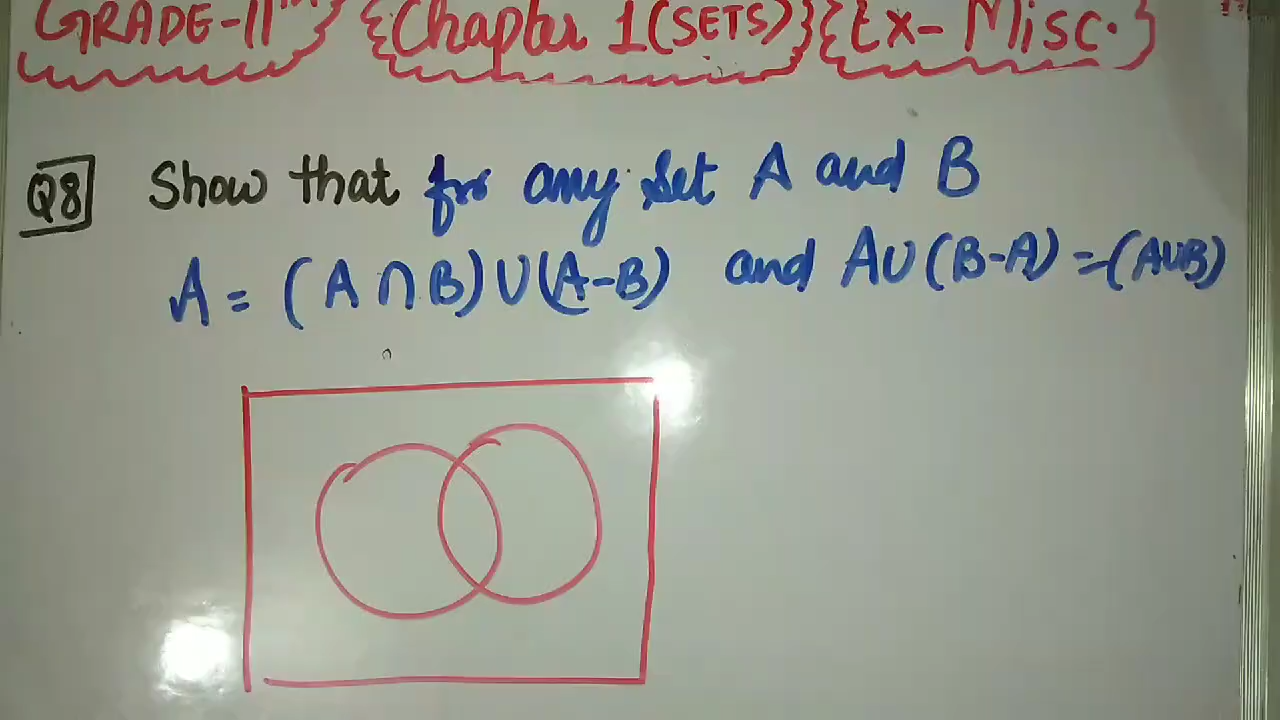 GRADE-11th} {Chapter 1(SETS)} {Ex- Misc.}
Q8 Show that for any set A and B
A = (A ∩ B) ∪ (A-B) and A∪(B-A) = (A∪B)